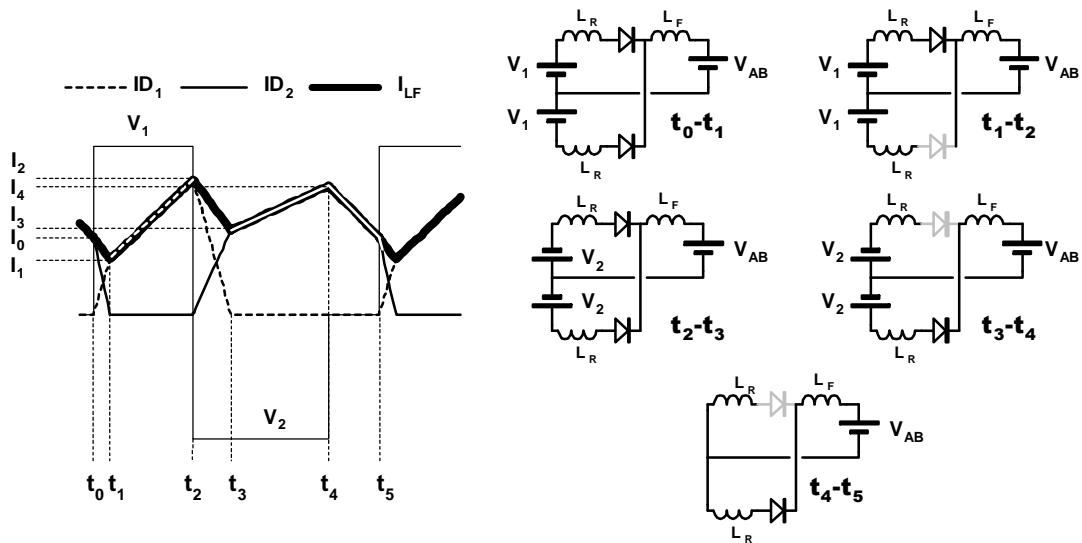 ID1 ID2 ILF
V1
I2
I4
I3
I0
I1
V2
t0 t1 t2 t3 t4 t5
LR LF
V1 VAB
V1
t0-t1
LR
LR LF
V1 VAB
V1
t1-t2
LR
LR LF
V2 VAB
V2
t2-t3
LR
LR LF
V2 VAB
V2
t3-t4
LR
LR LF
VAB
t4-t5
LR